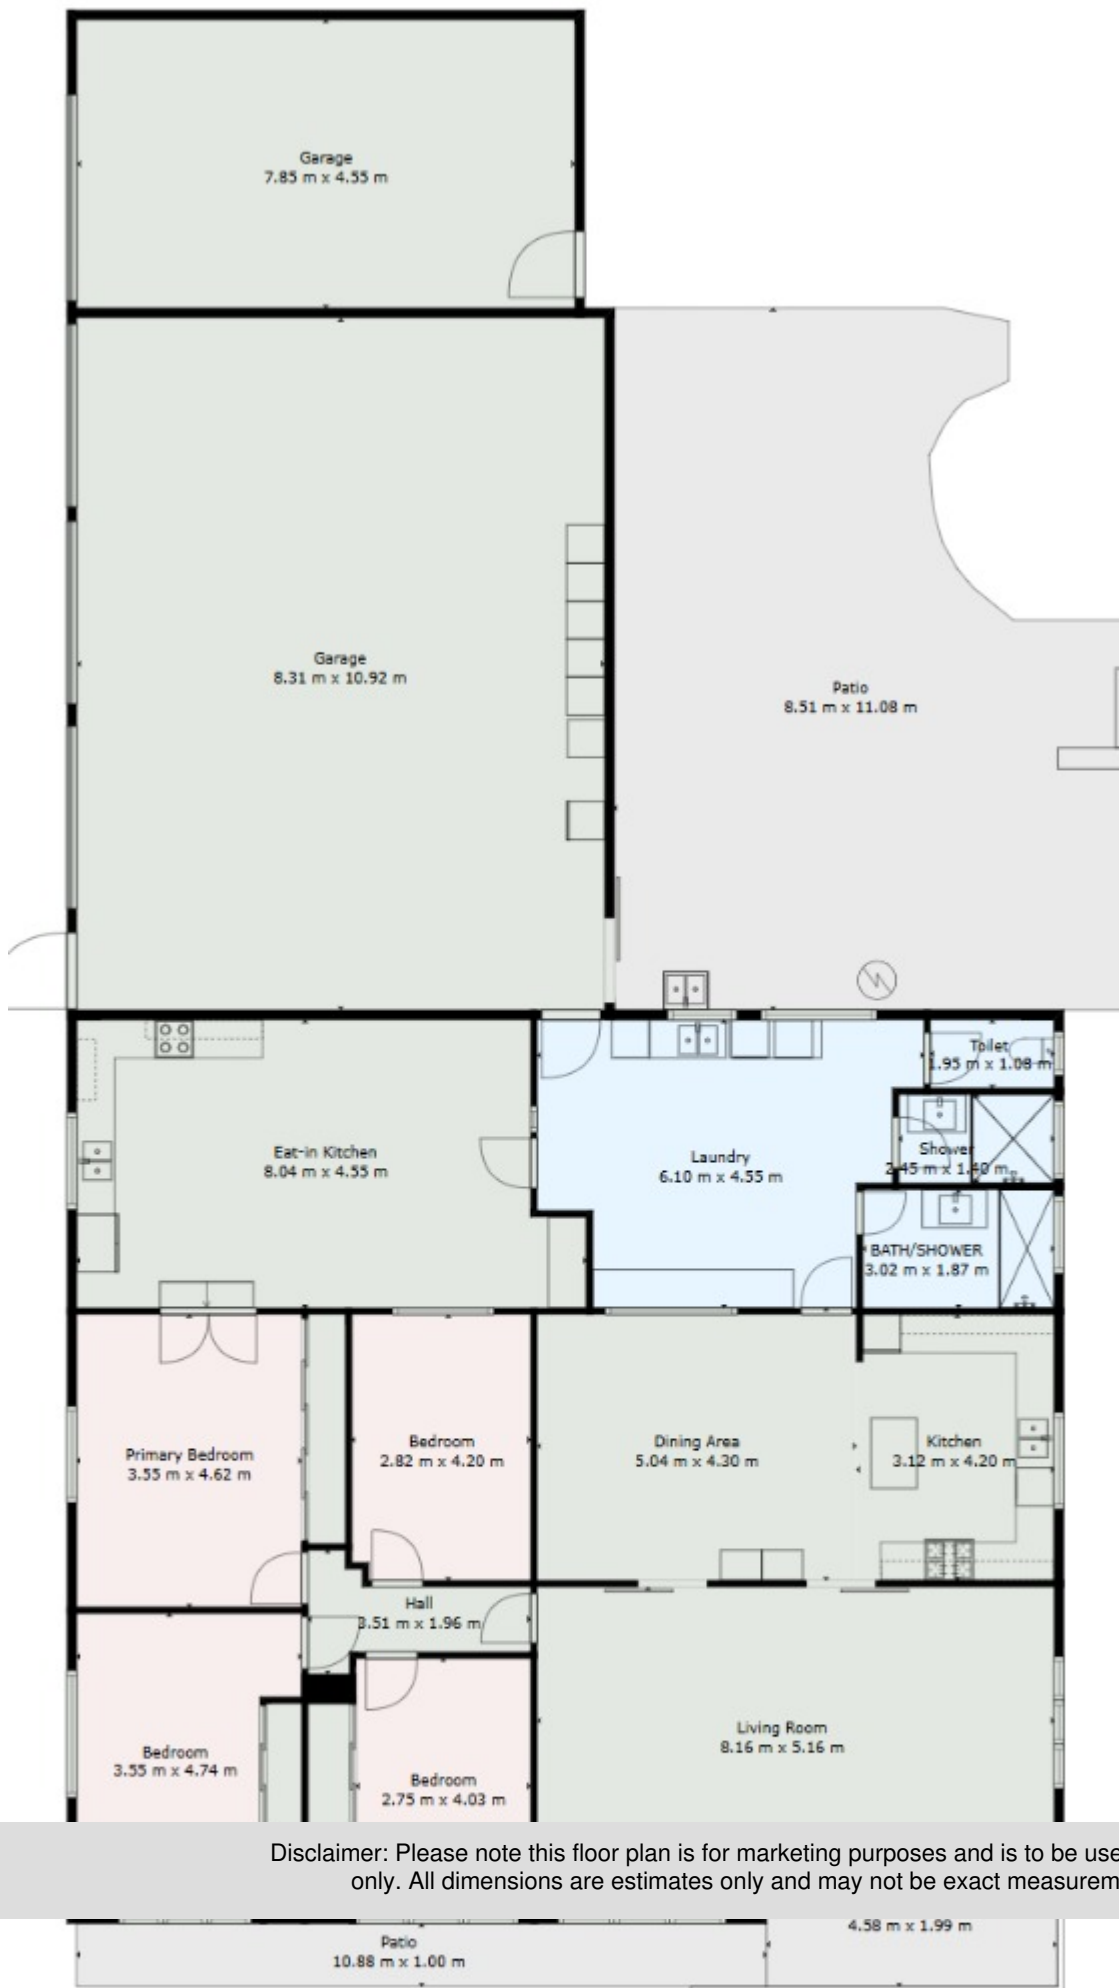 Garage
7.85 m x 4.55 m
Garage
8.31 m x 10.92 m
Patio
8.51 m x 11.08 m
Toilet
1.95 m x 1.08 m
Eat-in Kitchen
8.04 m x 4.55 m
Laundry
6.10 m x 4.55 m
Shower
2.45 m x 1.40 m
BATH/SHOWER
3.02 m x 1.87 m
Primary Bedroom
3.55 m x 4.62 m
Bedroom
2.82 m x 4.20 m
Dining Area
5.04 m x 4.30 m
Kitchen
3.12 m x 4.20 m
Hall
3.51 m x 1.96 m
Bedroom
3.55 m x 4.74 m
Bedroom
2.75 m x 4.03 m
Living Room
8.16 m x 5.16 m
Disclaimer: Please note this floor plan is for marketing purposes and is to be use
only. All dimensions are estimates only and may not be exact measurem
4.58 m x 1.99 m
Patio
10.88 m x 1.00 m